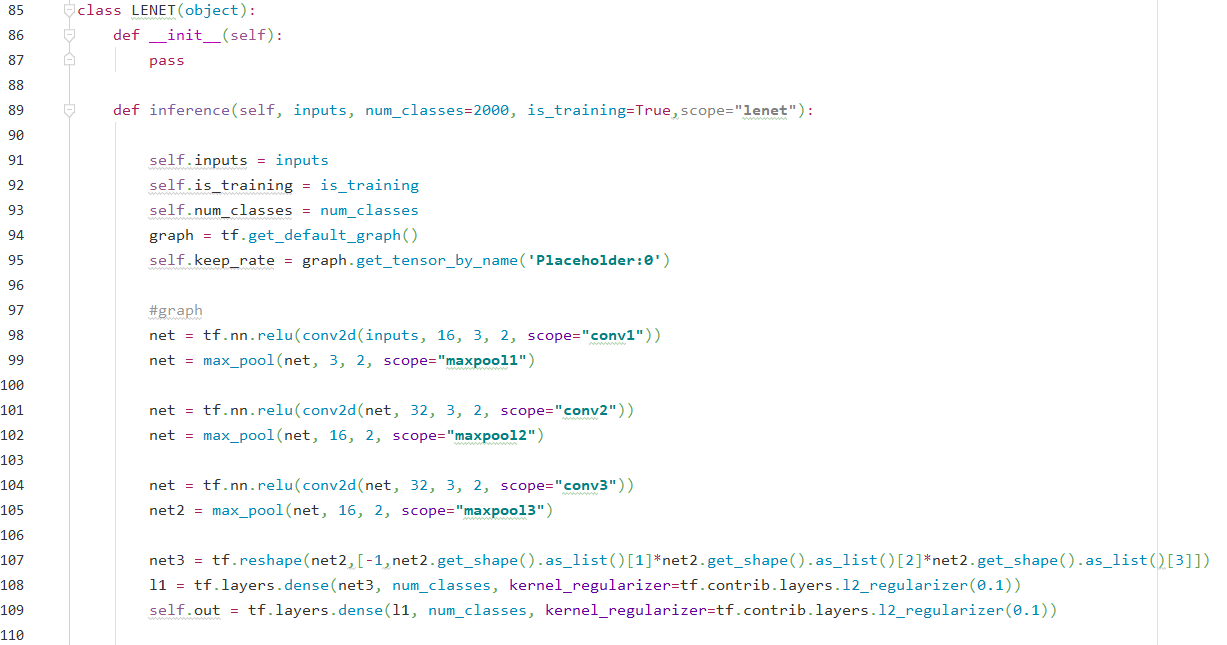 85 class LENET(object):
86     def __init__(self):
87         pass
88
89     def inference(self, inputs, num_classes=2000, is_training=True,scope="lenet"):
90
91         self.inputs = inputs
92         self.is_training = is_training
93         self.num_classes = num_classes
94         graph = tf.get_default_graph()
95         self.keep_rate = graph.get_tensor_by_name('Placeholder:0')
96
97         #graph
98         net = tf.nn.relu(conv2d(inputs, 16, 3, 2, scope="conv1"))
99         net = max_pool(net, 3, 2, scope="maxpool1")
100
101         net = tf.nn.relu(conv2d(net, 32, 3, 2, scope="conv2"))
102         net = max_pool(net, 16, 2, scope="maxpool2")
103
104         net = tf.nn.relu(conv2d(net, 32, 3, 2, scope="conv3"))
105         net2 = max_pool(net, 16, 2, scope="maxpool3")
106
107         net3 = tf.reshape(net2,[-1,net2.get_shape().as_list()[1]*net2.get_shape().as_list()[2]*net2.get_shape().as_list()[3]])
108         l1 = tf.layers.dense(net3, num_classes, kernel_regularizer=tf.contrib.layers.l2_regularizer(0.1))
109         self.out = tf.layers.dense(l1, num_classes, kernel_regularizer=tf.contrib.layers.l2_regularizer(0.1))
110